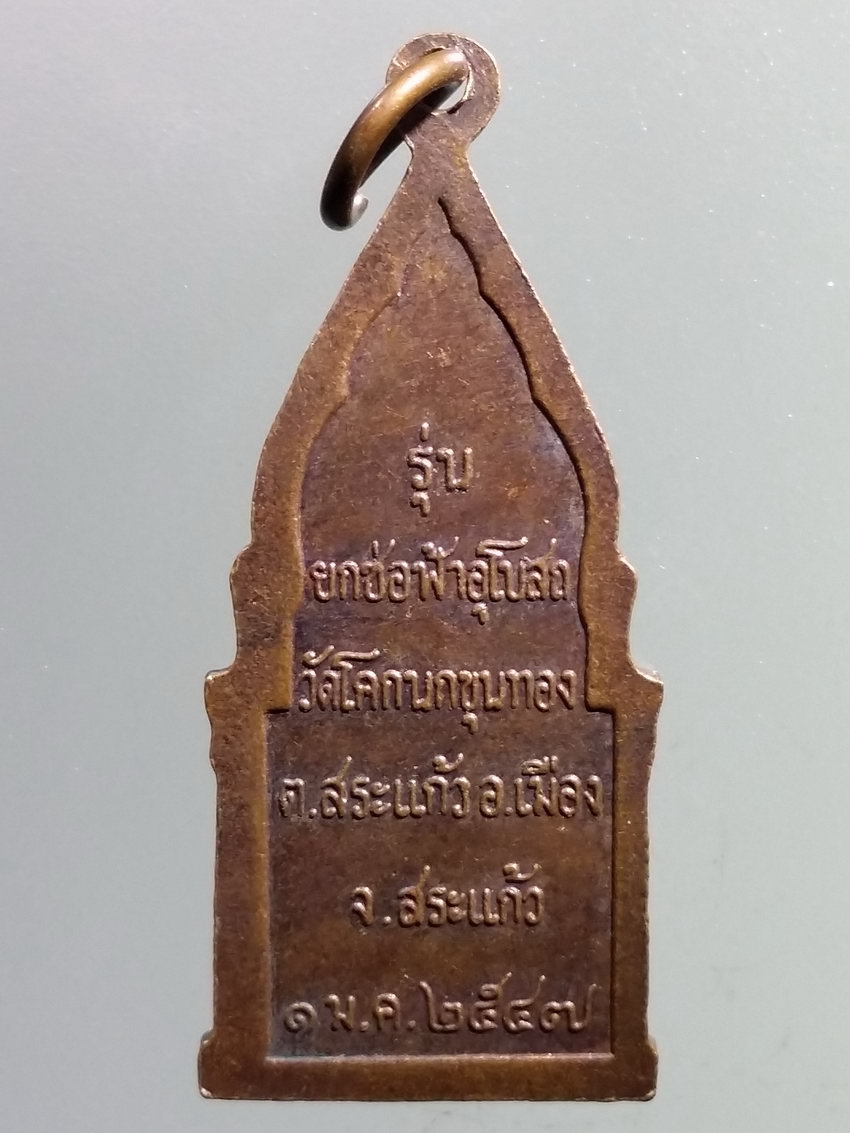 รุ่น
ยกช่อฟ้าอุโบสถ
วัดโคกนกขุนทอง
ต.สระแก้ว อ.เมือง
จ.สระแก้ว
๑ ม.ค.๒๕๔๗